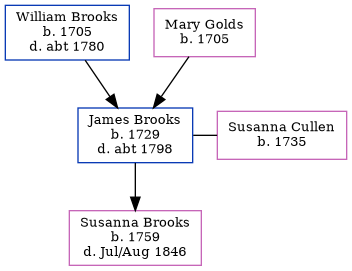 William Brooks
b. 1705
d. abt 1780
Mary Golds
b. 1705
James Brooks
b. 1729
d. abt 1798
Susanna Cullen
b. 1735
Susanna Brooks
b. 1759
d. Jul/Aug 1846